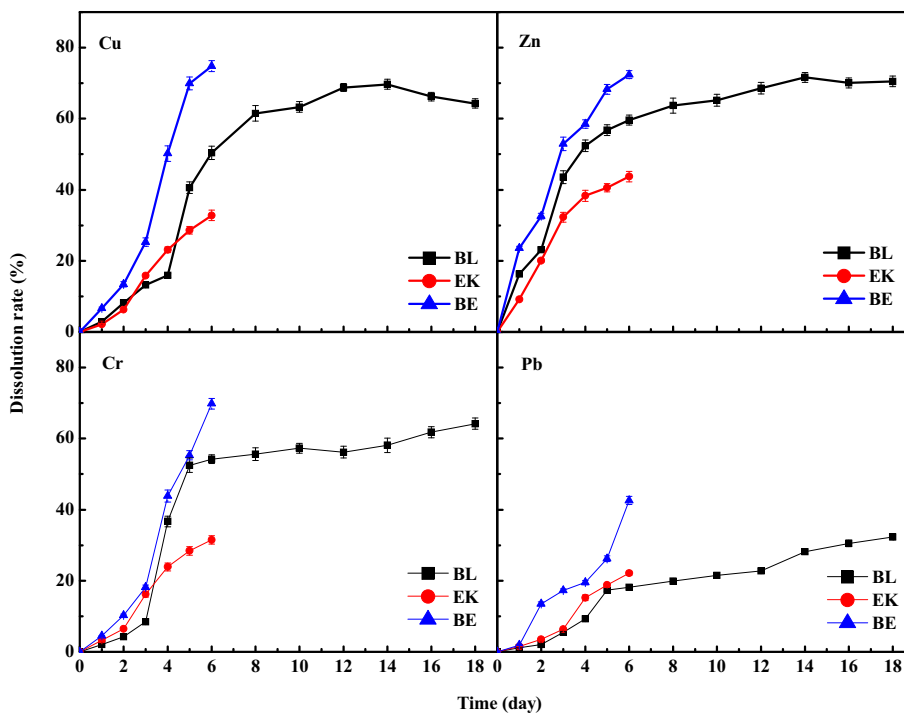 Cu
Zn
80
60
40
20
0
BL
EK
BE
BL
EK
BE
Dissolution rate (%)
Cr
Pb
80
60
40
20
0
BL
EK
BE
BL
EK
BE
0 2 4 6 8 10 12 14 16 18 0 2 4 6 8 10 12 14 16 18
Time (day)